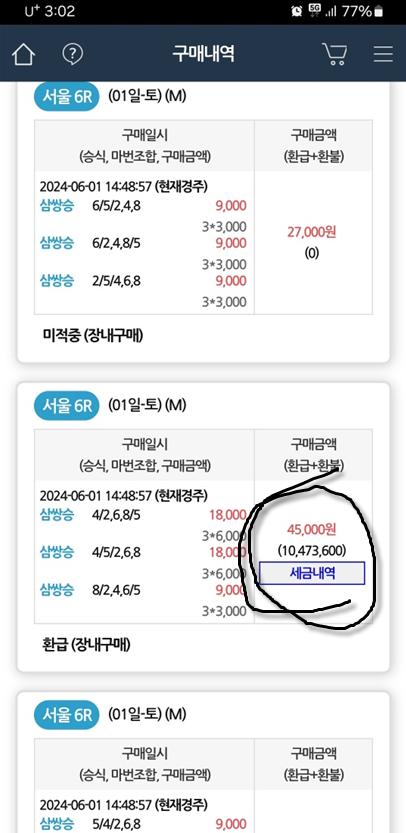 U+ 3:02 5G 77%
구매내역
서울 6R (01일-토) (M)
구매일시 구매금액
(승식, 마번조합, 구매금액) (환급+환불)
2024-06-01 14:48:57 (현재경주)
삼쌍승 6/5/2,4,8 9,000
3*3,000
삼쌍승 6/2,4,8/5 9,000
3*3,000
삼쌍승 2/5/4,6,8 9,000
3*3,000
27,000원
(0)
미적중 (장내구매)
서울 6R (01일-토) (M)
구매일시 구매금액
(승식, 마번조합, 구매금액) (환급+환불)
2024-06-01 14:48:57 (현재경주)
삼쌍승 4/2,6,8/5 18,000
3*6,000
삼쌍승 4/5/2,6,8 18,000
3*6,000
삼쌍승 8/2,4,6/5 9,000
3*3,000
45,000원
(10,473,600)
세금내역
환급 (장내구매)
서울 6R (01일-토) (M)
구매일시 구매금액
(승식, 마번조합, 구매금액) (환급+환불)
2024-06-01 14:48:57 (현재경주)
삼쌍승 5/4/2,6,8 9,000